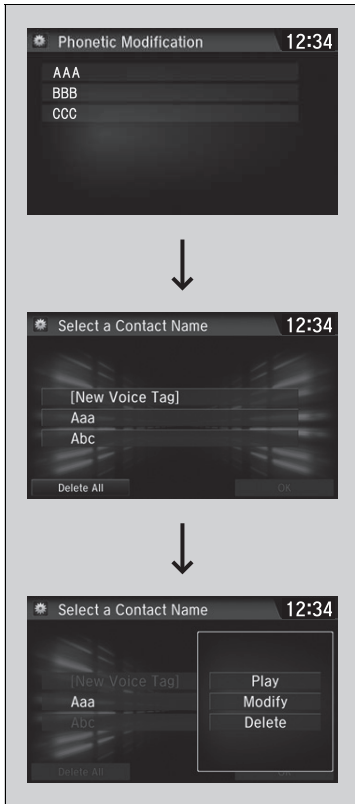 Phonetic Modification 12:34
AAA
BBB
CCC
Select a Contact Name 12:34
[New Voice Tag]
Aaa
Abc
Delete All OK
Select a Contact Name 12:34
[New Voice Tag]
Aaa
Abc
Play
Modify
Delete
Delete All OK